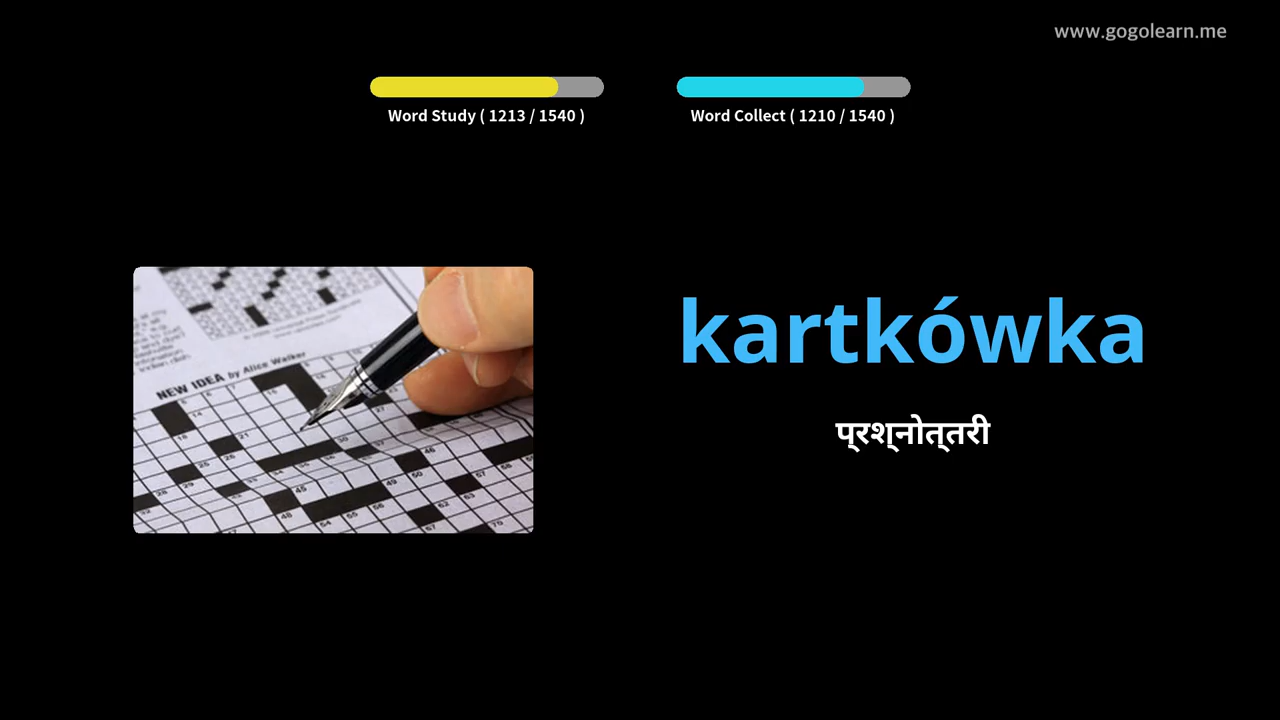 www.gogolearn.me
Word Study ( 1213 / 1540 )
Word Collect ( 1210 / 1540 )
kartkówka
प्रश्नोत्तरी
NEW IDEA by Alice Walker